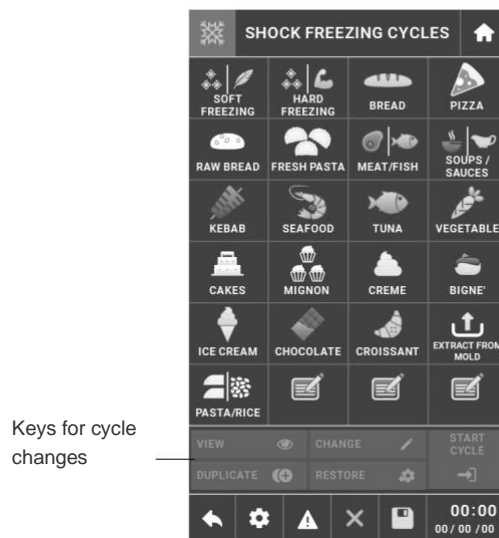 SHOCK FREEZING CYCLES
SOFT
FREEZING
HARD
FREEZING
BREAD
PIZZA
RAW BREAD
FRESH PASTA
MEAT/FISH
SOUPS /
SAUCES
KEBAB
SEAFOOD
TUNA
VEGETABLE
CAKES
MIGNON
CREME
BIGNE'
ICE CREAM
CHOCOLATE
CROISSANT
EXTRACT FROM
MOLD
PASTA/RICE
Keys for cycle
changes
VIEW
CHANGE
START
CYCLE
DUPLICATE
RESTORE
00:00
00/00/00